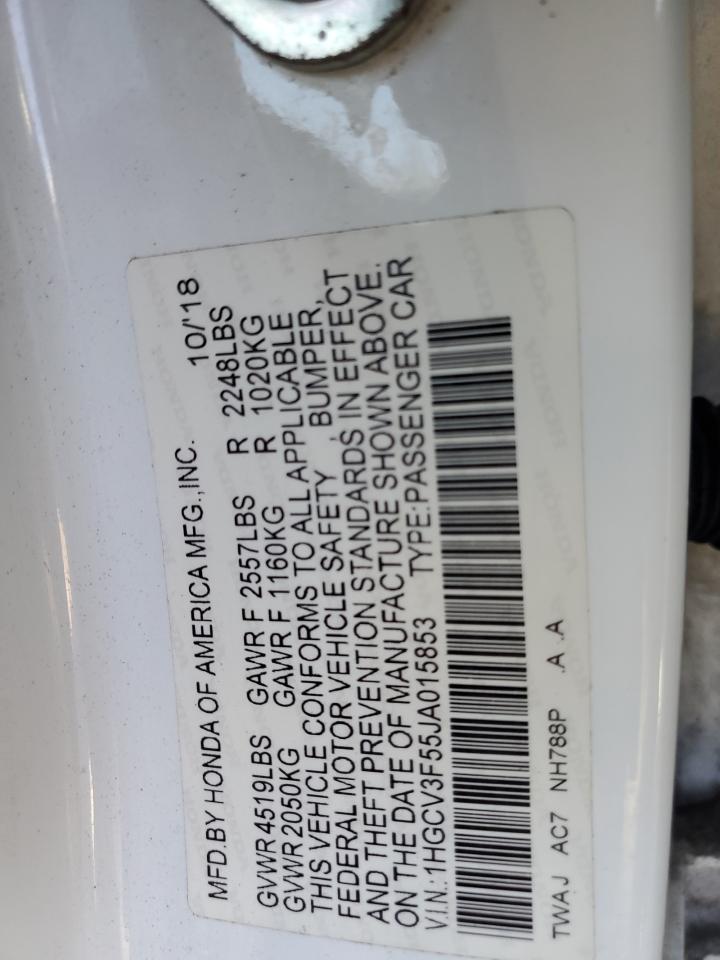 MFD.BY HONDA OF AMERICA MFG.,INC. 10/'18
GVWR 4519LBS GAWR F 2557LBS R 2248LBS
GVWR 2050KG GAWR F 1160KG R 1020KG
THIS VEHICLE CONFORMS TO ALL APPLICABLE
FEDERAL MOTOR VEHICLE SAFETY, BUMPER,
AND THEFT PREVENTION STANDARDS IN EFFECT
ON THE DATE OF MANUFACTURE SHOWN ABOVE.
V.I.N.:1HGCV3F55JA015853 TYPE:PASSENGER CAR
TWAJ AC7 NH788P .A .A